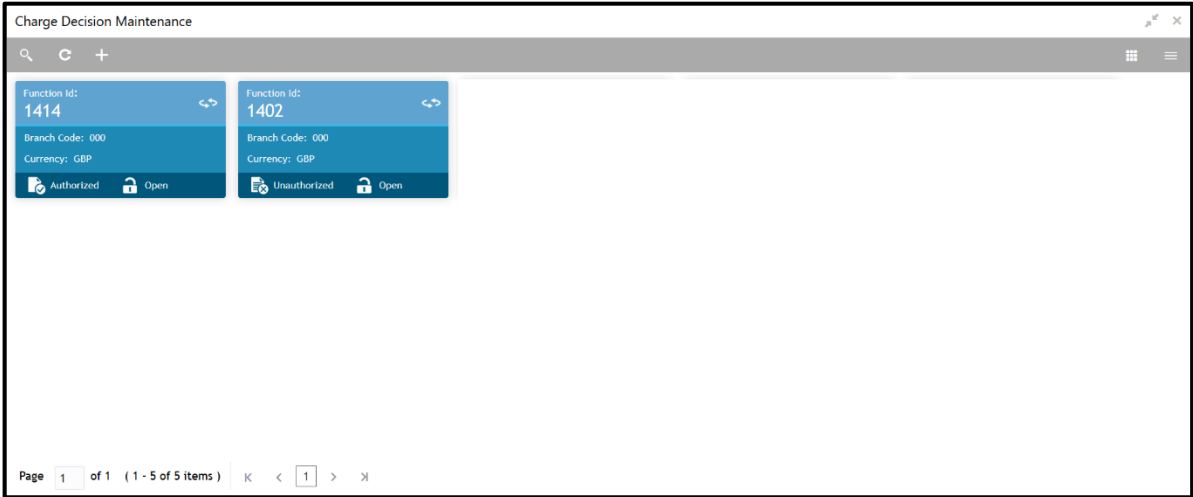 Charge Decision Maintenance
Function Id:
1414
Branch Code: 000
Currency: GBP
Authorized Open
Function Id:
1402
Branch Code: 000
Currency: GBP
Unauthorized Open
Page 1 of 1 ( 1 - 5 of 5 items ) K < 1 > >|